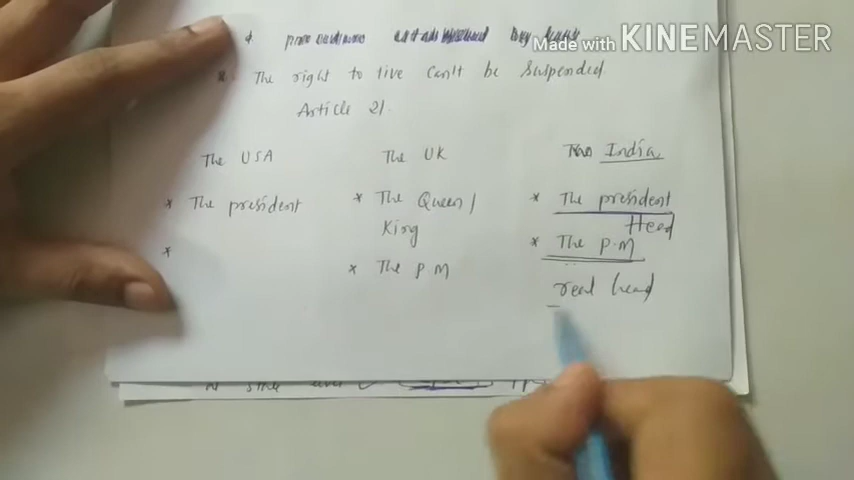 Made with KINEMASTER
* The right to live can't be suspended.
Article 21.
The USA
* The president
*
The UK
* The Queen/
King
* The P M
India
* The president
Head
* The P.M
real head